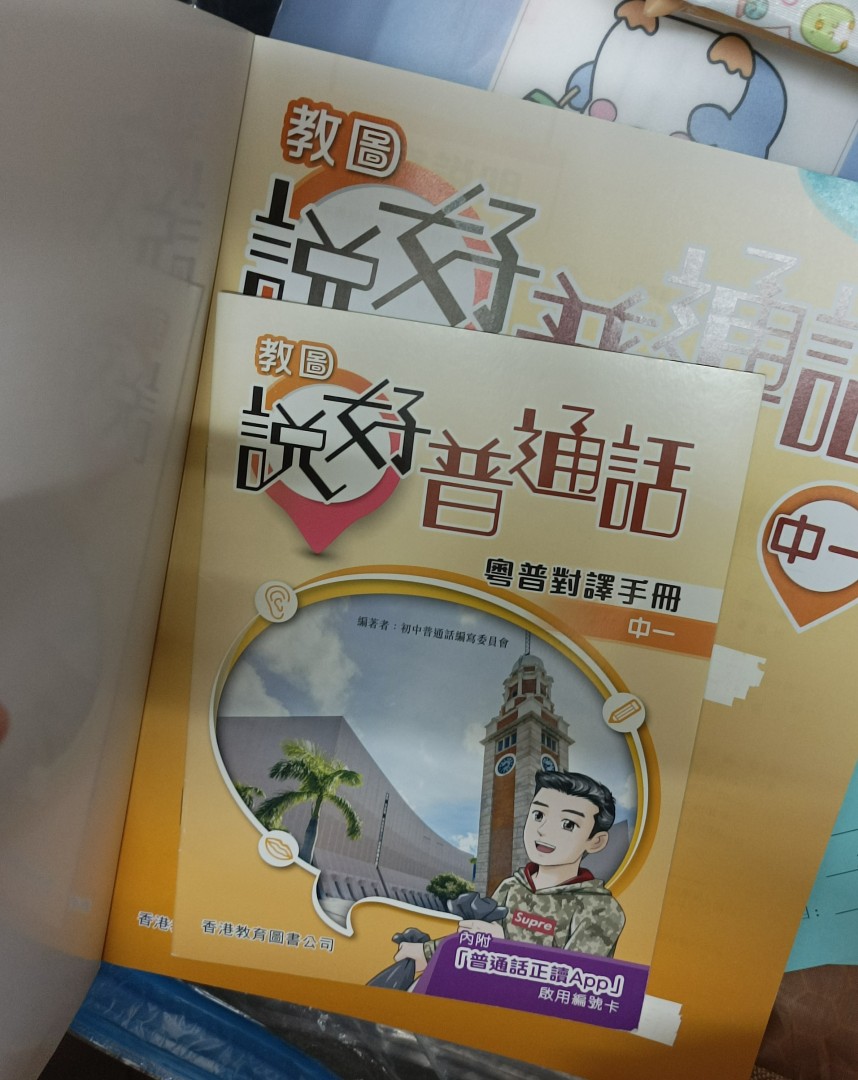 教圖
說好普通話
中一
教圖
說好普通話
粵普對譯手冊
中一
編著者：初中普通話編寫委員會
Supre
內附
「普通話正讀App」
啟用編號卡
香港教育圖書公司
香港